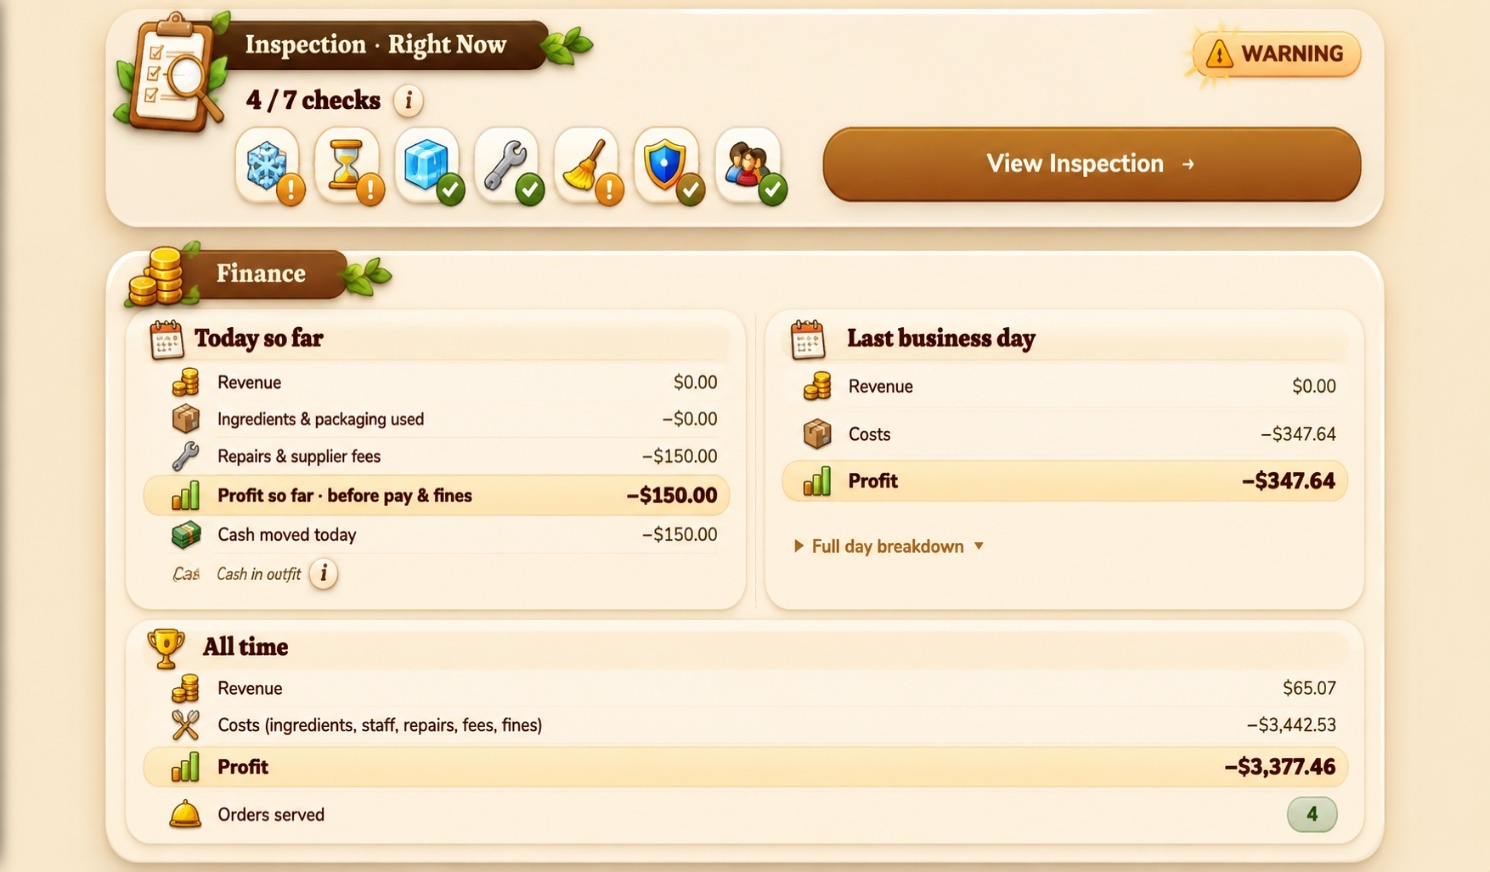 Inspection · Right Now
WARNING
4 / 7 checks i
View Inspection →
Finance
Today so far
Revenue $0.00
Ingredients & packaging used –$0.00
Repairs & supplier fees –$150.00
Profit so far · before pay & fines –$150.00
Cash moved today –$150.00
Cas Cash in outfit i
Last business day
Revenue $0.00
Costs –$347.64
Profit –$347.64
▶ Full day breakdown ▼
All time
Revenue $65.07
Costs (ingredients, staff, repairs, fees, fines) –$3,442.53
Profit –$3,377.46
Orders served 4